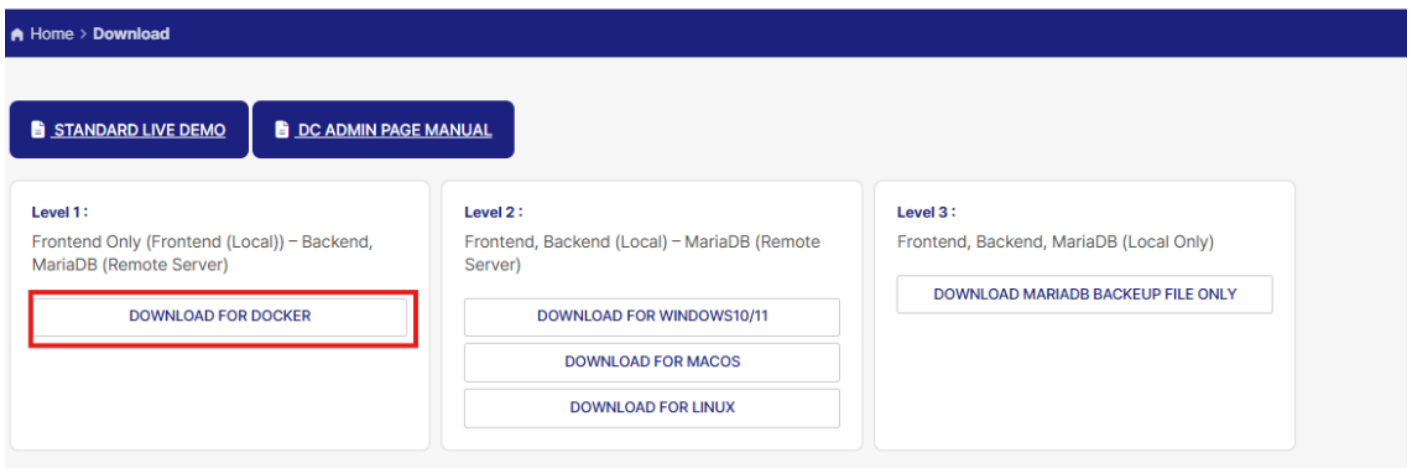 Home > Download
STANDARD LIVE DEMO
DC ADMIN PAGE MANUAL
Level 1 :
Frontend Only (Frontend (Local)) – Backend,
MariaDB (Remote Server)
DOWNLOAD FOR DOCKER
Level 2 :
Frontend, Backend (Local) – MariaDB (Remote
Server)
DOWNLOAD FOR WINDOWS10/11
DOWNLOAD FOR MACOS
DOWNLOAD FOR LINUX
Level 3 :
Frontend, Backend, MariaDB (Local Only)
DOWNLOAD MARIADB BACKEUP FILE ONLY